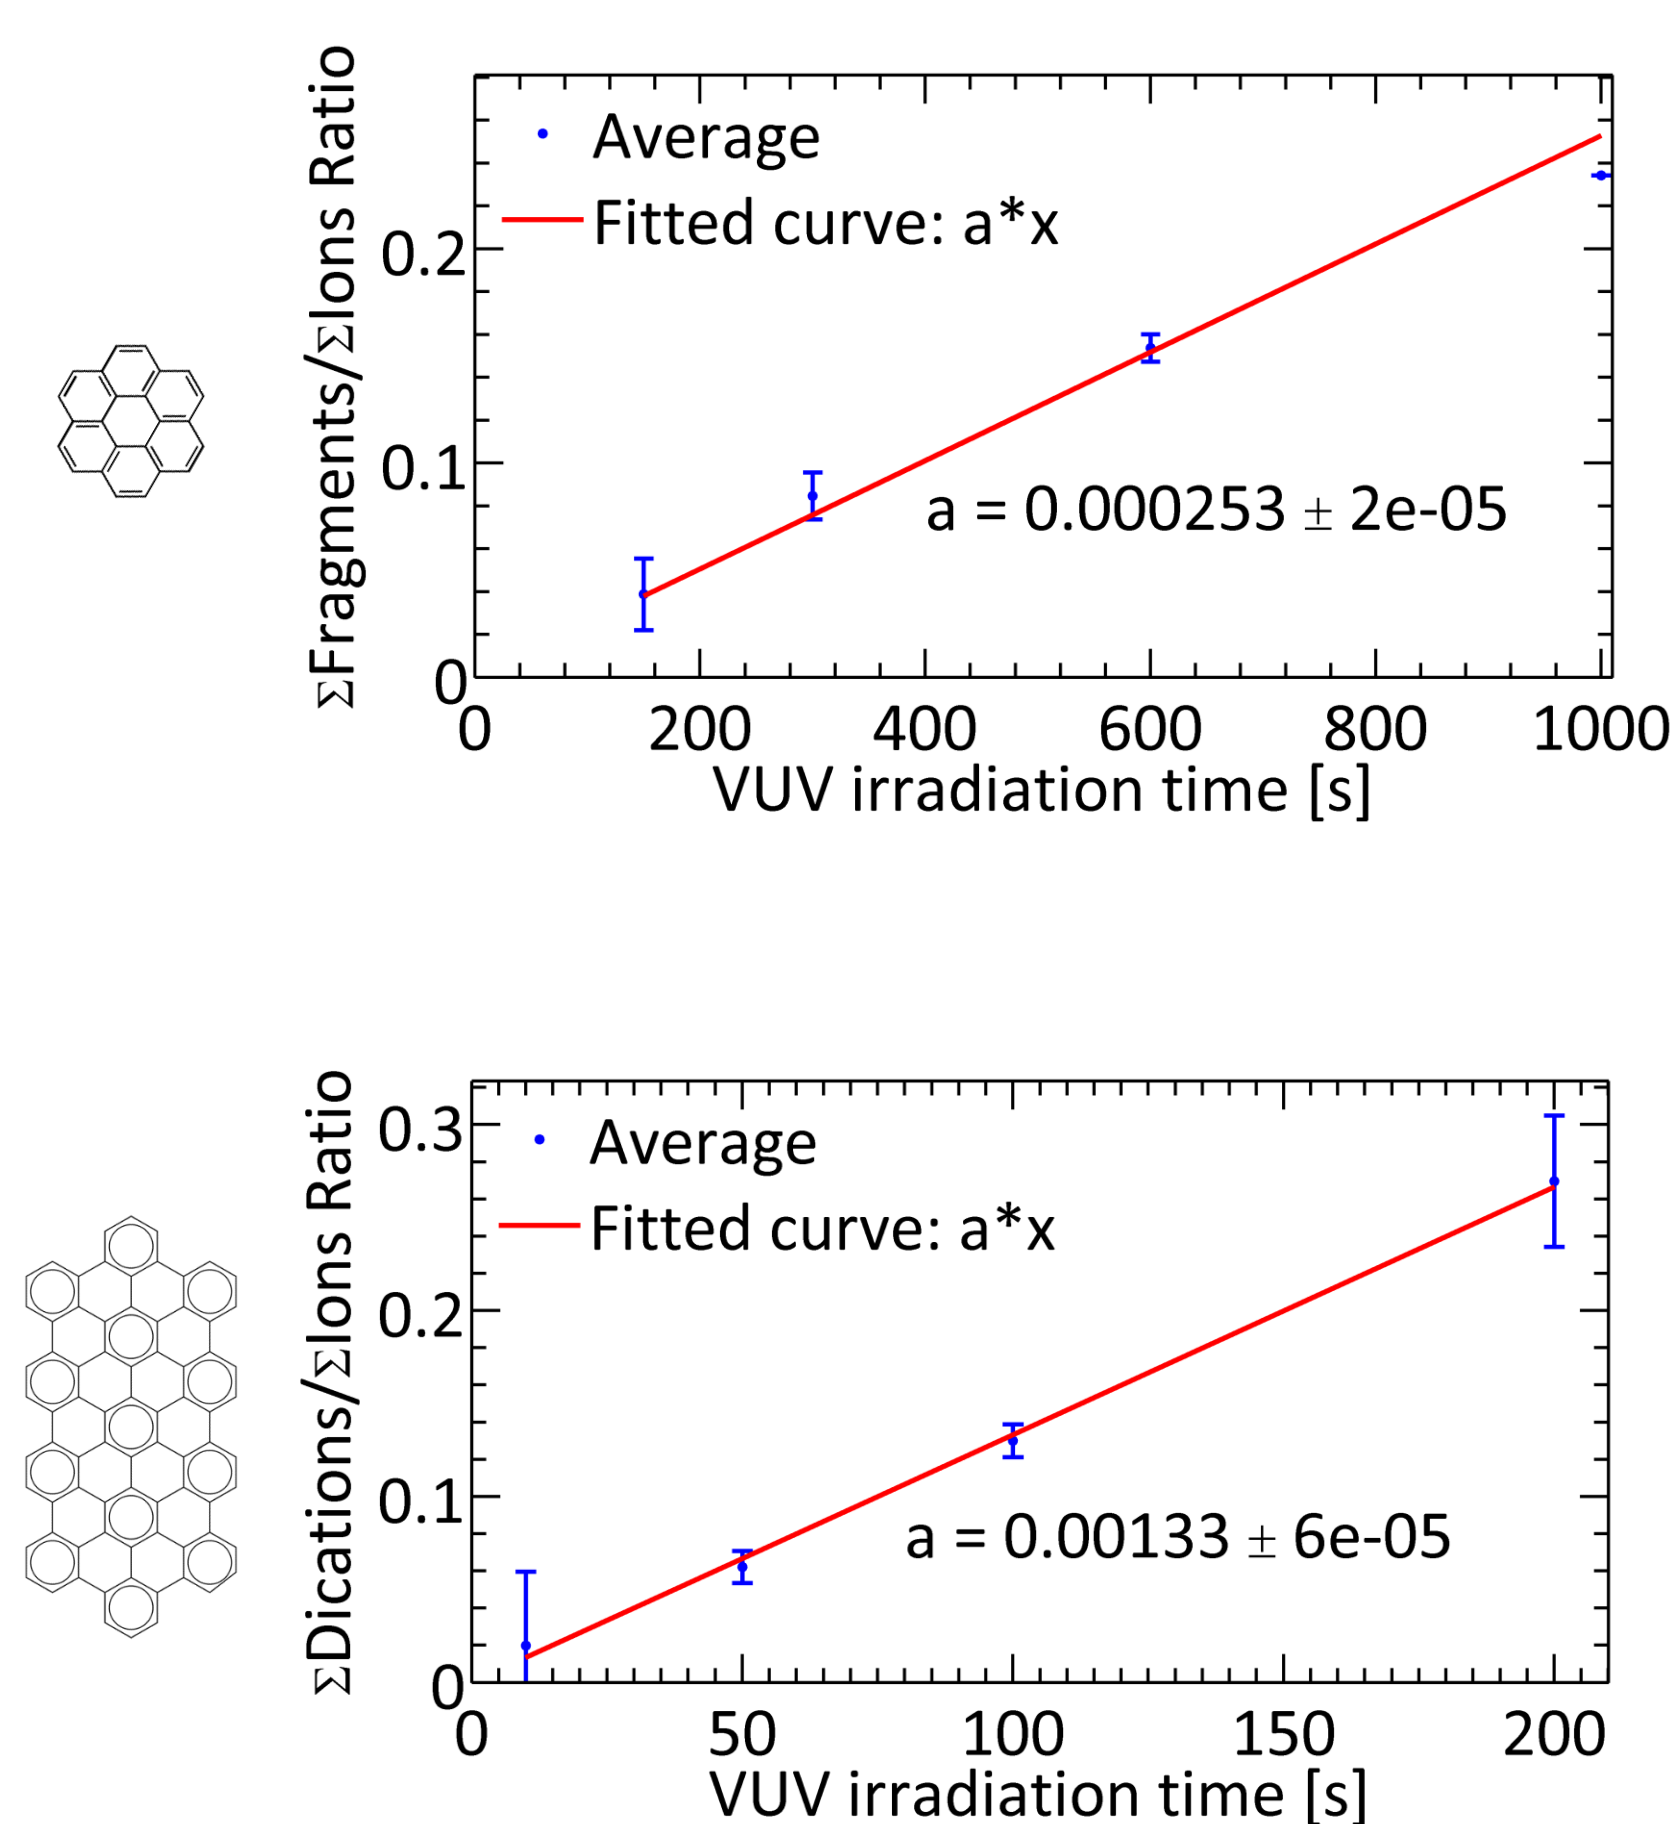 ΣFragments/ΣIons Ratio
Average
Fitted curve: a*x
0.2
0.1
0
a = 0.000253 ± 2e-05
0 200 400 600 800 1000
VUV irradiation time [s]
ΣDications/ΣIons Ratio
0.3
Average
Fitted curve: a*x
0.2
0.1
0
a = 0.00133 ± 6e-05
0 50 100 150 200
VUV irradiation time [s]